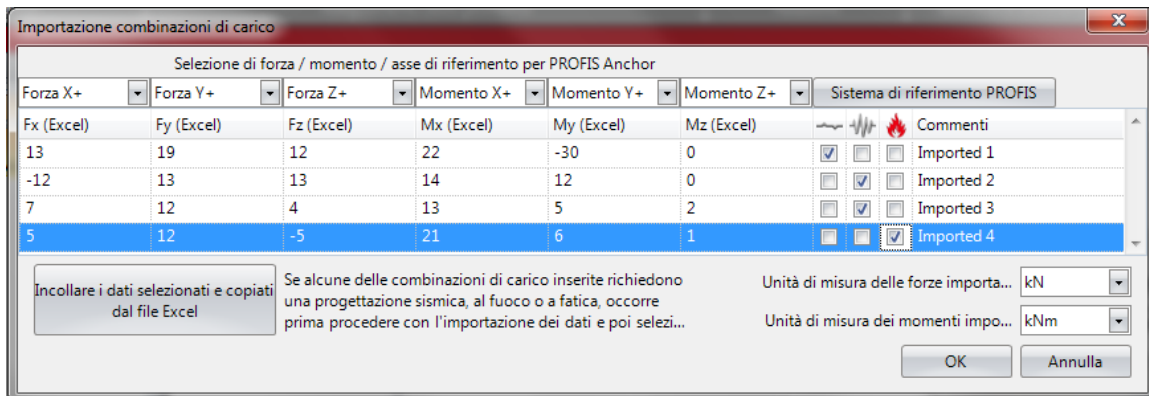 Importazione combinazioni di carico
Selezione di forza / momento / asse di riferimento per PROFIS Anchor
Forza X+ Forza Y+ Forza Z+ Momento X+ Momento Y+ Momento Z+ Sistema di riferimento PROFIS
Fx (Excel) Fy (Excel) Fz (Excel) Mx (Excel) My (Excel) Mz (Excel) Commenti
13 19 12 22 -30 0 Imported 1
-12 13 13 14 12 0 Imported 2
7 12 4 13 5 2 Imported 3
5 12 -5 21 6 1 Imported 4
Incollare i dati selezionati e copiati
dal file Excel
Se alcune delle combinazioni di carico inserite richiedono
una progettazione sismica, al fuoco o a fatica, occorre
prima procedere con l'importazione dei dati e poi selezi...
Unità di misura delle forze importa... kN
Unità di misura dei momenti impo... kNm
OK Annulla